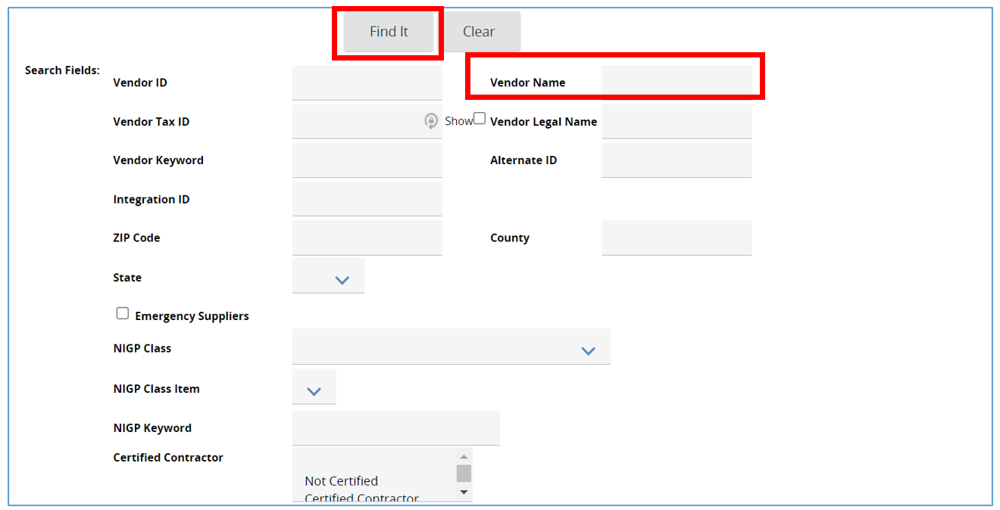 Find It Clear
Search Fields:
Vendor ID Vendor Name
Vendor Tax ID Show Vendor Legal Name
Vendor Keyword Alternate ID
Integration ID
ZIP Code County
State
Emergency Suppliers
NIGP Class
NIGP Class Item
NIGP Keyword
Certified Contractor
Not Certified
Certified Contractor